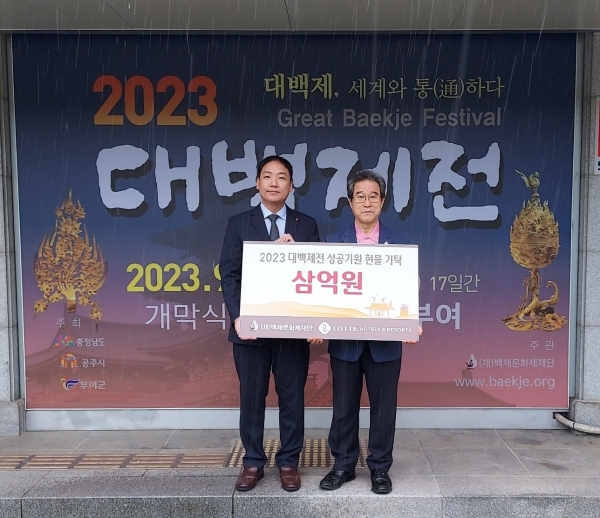 2023
대백제, 세계와 통(通)하다
Great Baekje Festival
대백제전
2023 대백제전 성공기원 현물 기탁
삼억원
(재)백제문화제재단
LOTTE HOTELS & RESORTS
2023.9
17일간
개막식
부여
주 최
충청남도
공주시
부여군
주 관
(재)백제문화제재단
www.baekje.org